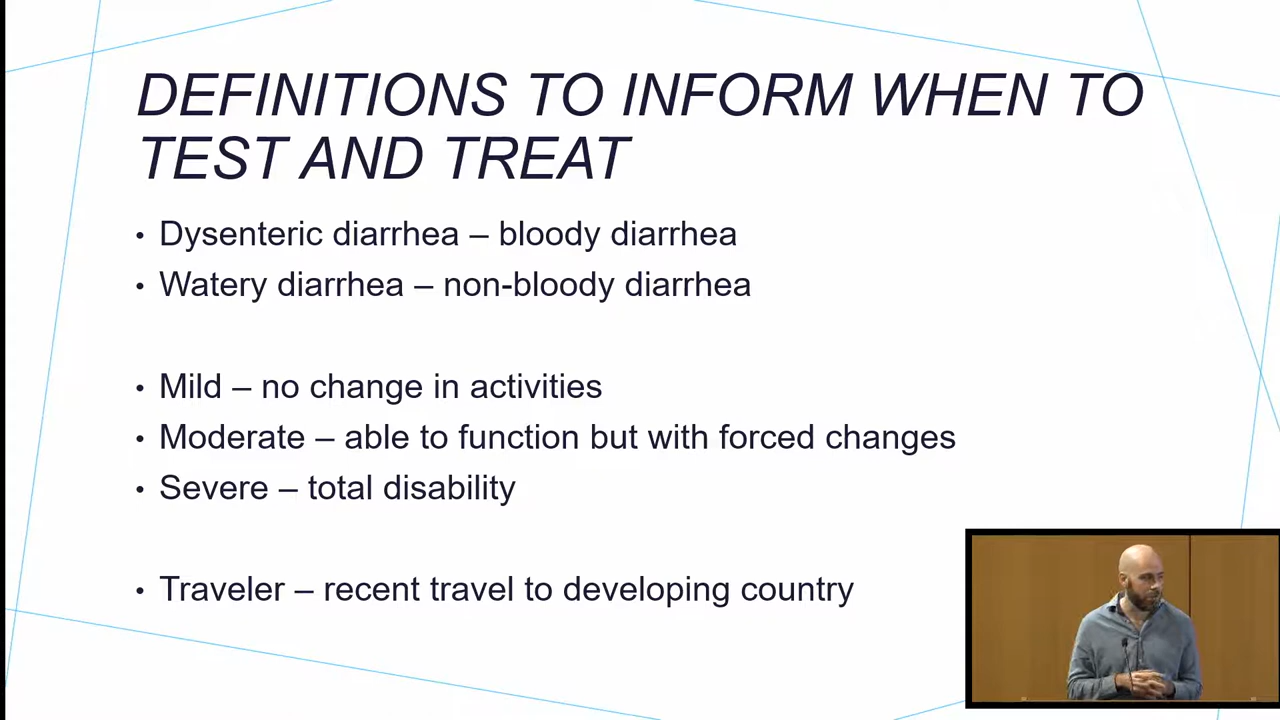 DEFINITIONS TO INFORM WHEN TO
TEST AND TREAT
• Dysenteric diarrhea – bloody diarrhea
• Watery diarrhea – non-bloody diarrhea
• Mild – no change in activities
• Moderate – able to function but with forced changes
• Severe – total disability
• Traveler – recent travel to developing country